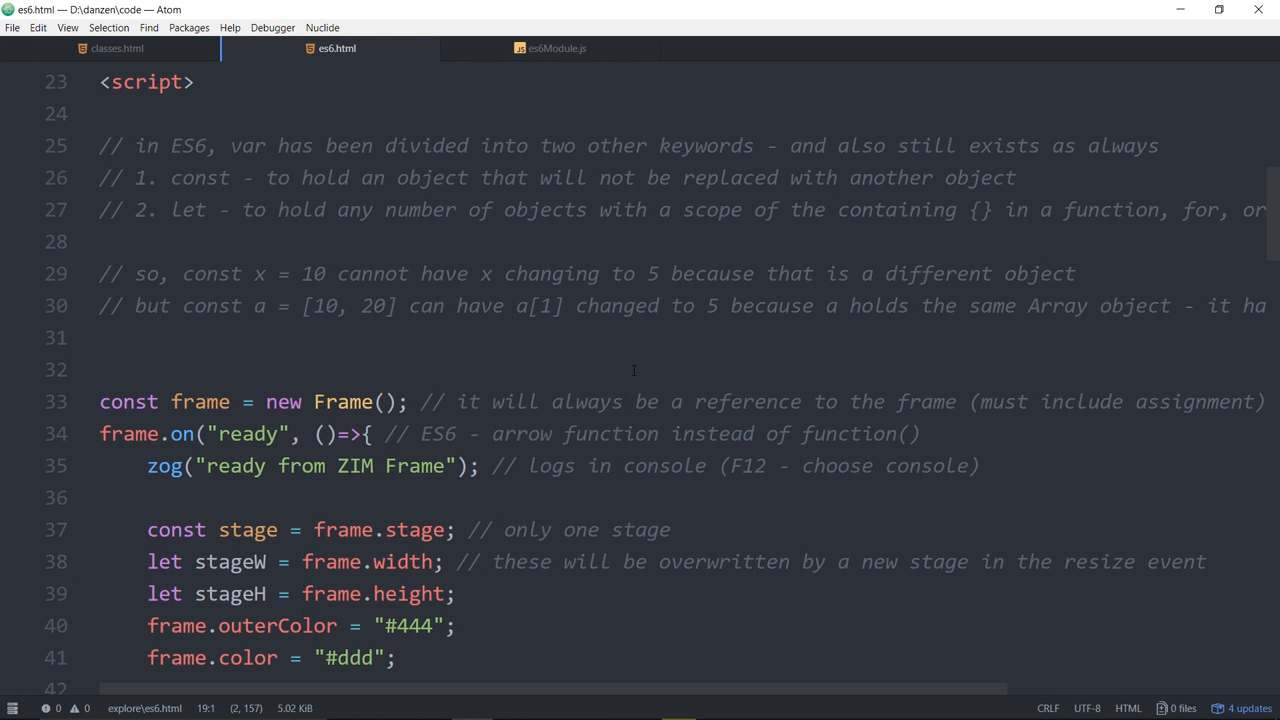 es6.html — D:\danzen\code — Atom
File Edit View Selection Find Packages Help Debugger Nuclide
classes.html es6.html JS es6Module.js
23 <script>
24
25 // in ES6, var has been divided into two other keywords - and also still exists as always
26 // 1. const - to hold an object that will not be replaced with another object
27 // 2. let - to hold any number of objects with a scope of the containing {} in a function, for, or
28
29 // so, const x = 10 cannot have x changing to 5 because that is a different object
30 // but const a = [10, 20] can have a[1] changed to 5 because a holds the same Array object - it ha
31
32
33 const frame = new Frame(); // it will always be a reference to the frame (must include assignment)
34 frame.on("ready", ()=>{ // ES6 - arrow function instead of function()
35 zog("ready from ZIM Frame"); // logs in console (F12 - choose console)
36
37 const stage = frame.stage; // only one stage
38 let stageW = frame.width; // these will be overwritten by a new stage in the resize event
39 let stageH = frame.height;
40 frame.outerColor = "#444";
41 frame.color = "#ddd";
42
0 0 explore\es6.html 19:1 (2, 157) 5.02 KiB CRLF UTF-8 HTML 0 files 4 updates